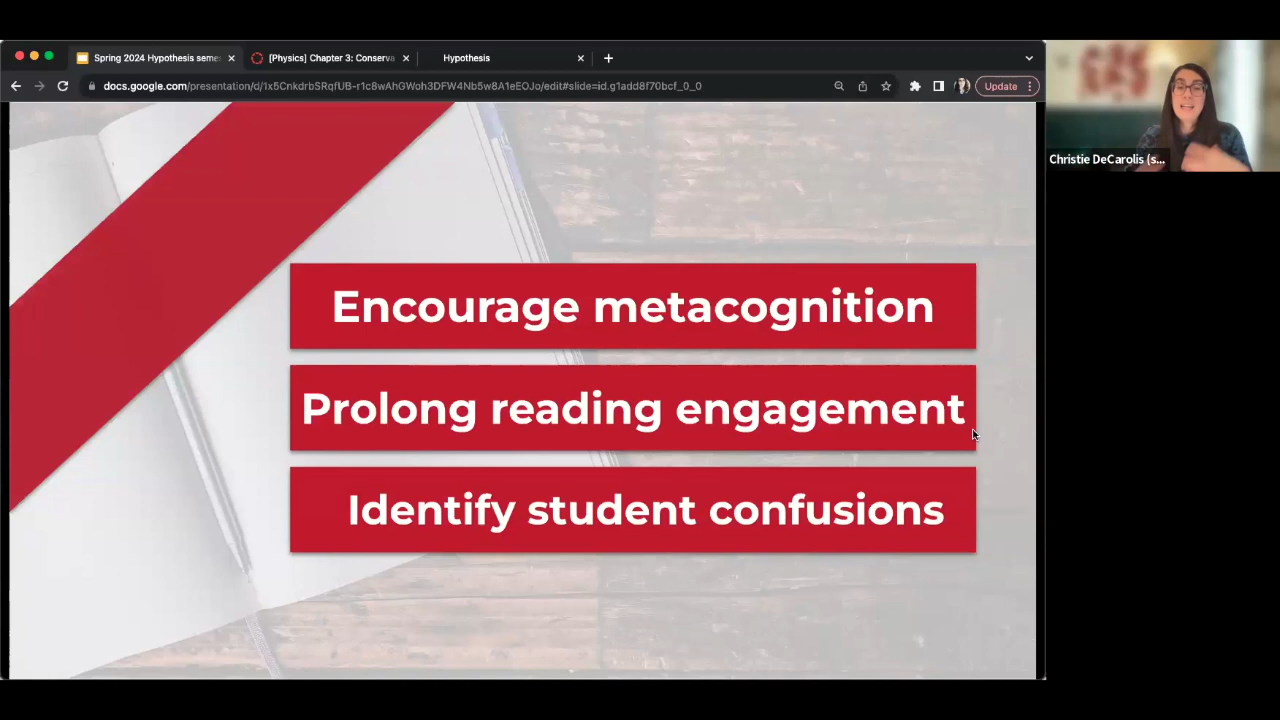 Spring 2024 Hypothesis seme
[Physics] Chapter 3: Conserva
Hypothesis
docs.google.com/presentation/d/1x5CnkdrbSRqfUB-r1c8wAhGWoh3DFW4Nb5w8A1eEOJo/edit#slide=id.g1add8f70bcf_0_0
Update
Christie DeCarolis (s...
Encourage metacognition
Prolong reading engagement
Identify student confusions